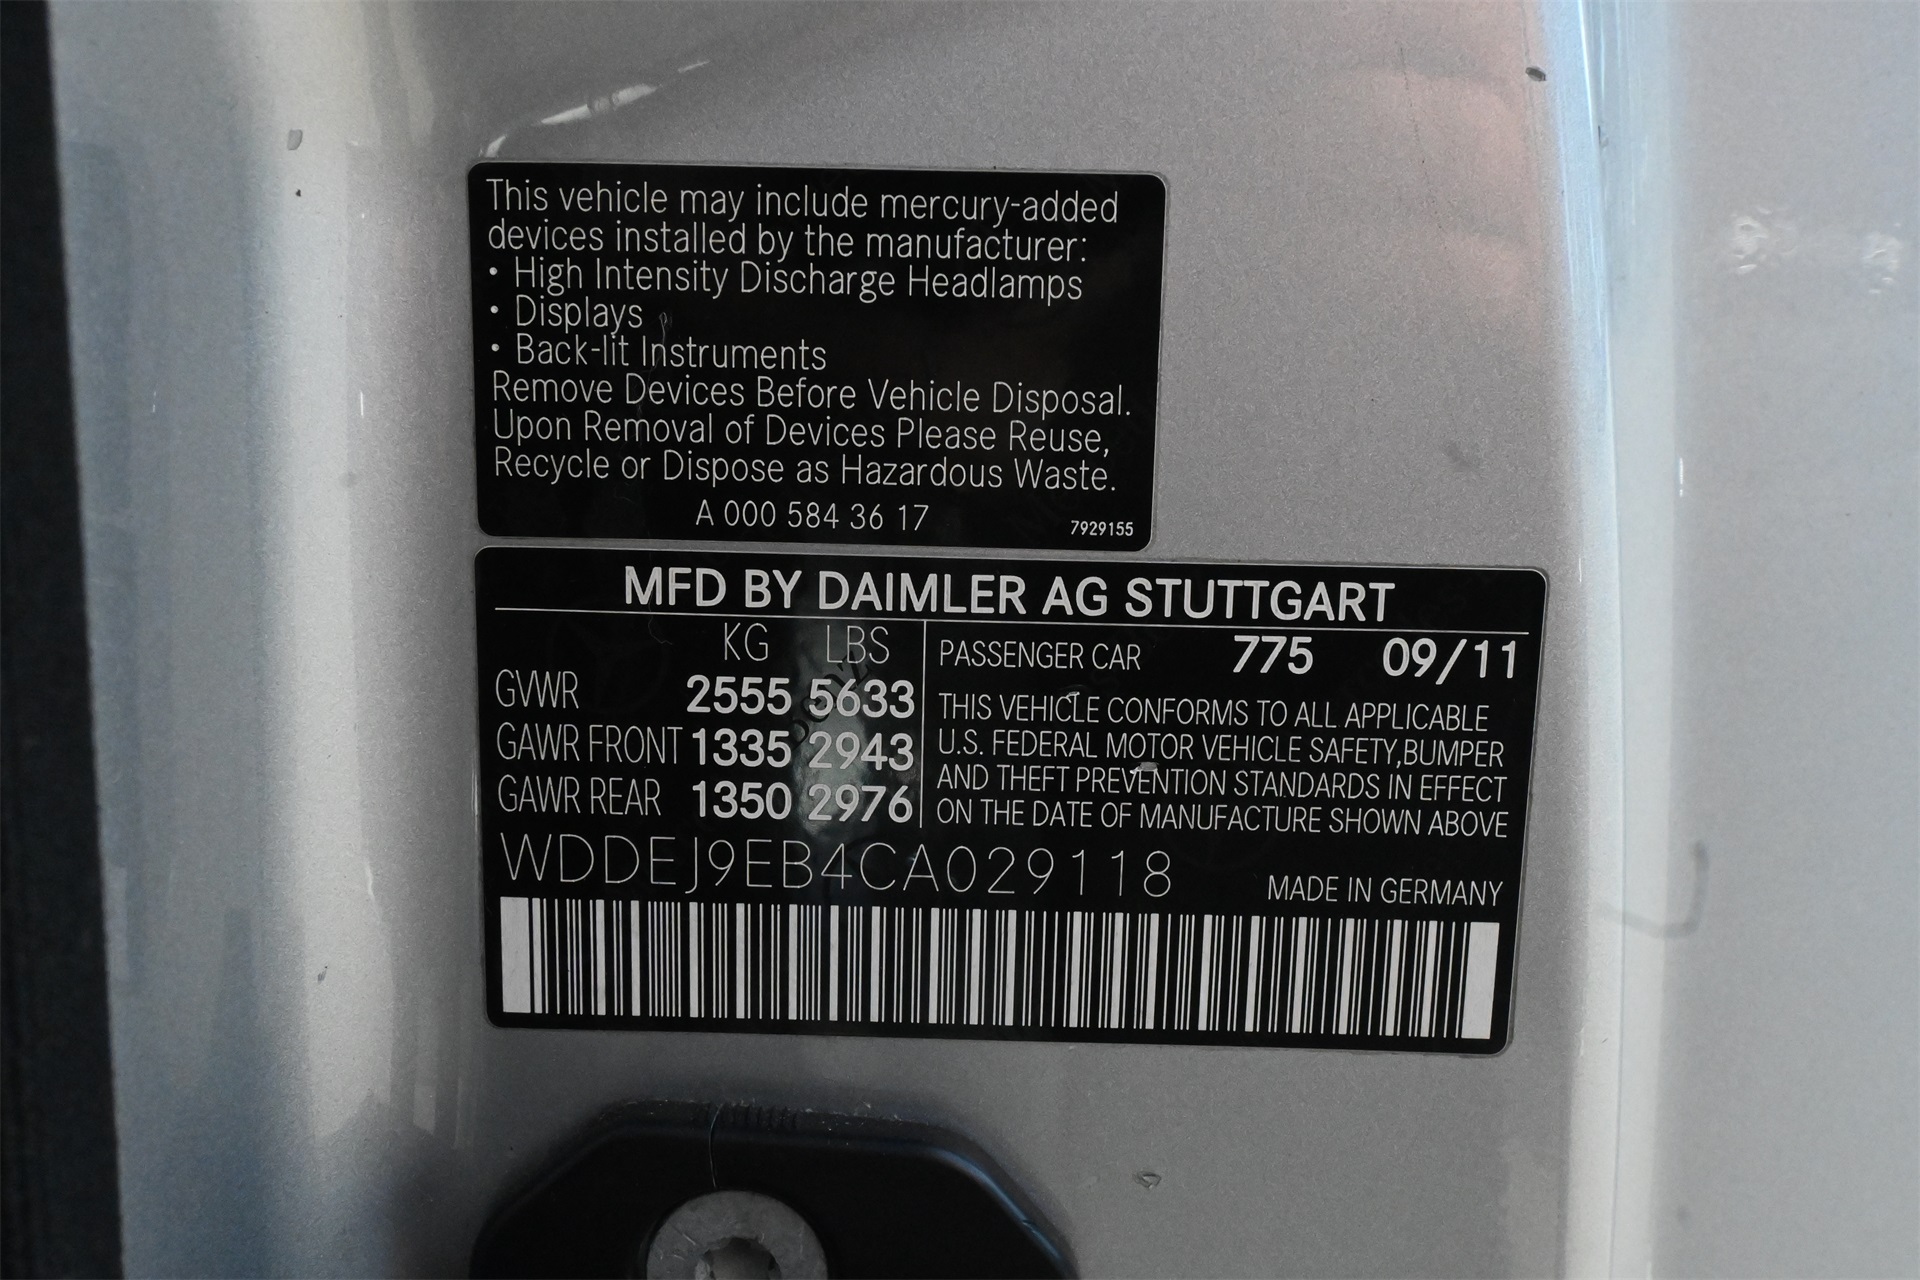 This vehicle may include mercury-added
devices installed by the manufacturer:
• High Intensity Discharge Headlamps
• Displays
• Back-lit Instruments
Remove Devices Before Vehicle Disposal.
Upon Removal of Devices Please Reuse,
Recycle or Dispose as Hazardous Waste.
A 000 584 36 17
7929155
MFD BY DAIMLER AG STUTTGART
KG LBS
GVWR 2555 5633
GAWR FRONT 1335 2943
GAWR REAR 1350 2976
PASSENGER CAR 775 09/11
THIS VEHICLE CONFORMS TO ALL APPLICABLE
U.S. FEDERAL MOTOR VEHICLE SAFETY,BUMPER
AND THEFT PREVENTION STANDARDS IN EFFECT
ON THE DATE OF MANUFACTURE SHOWN ABOVE
WDDEJ9EB4CA029118
MADE IN GERMANY